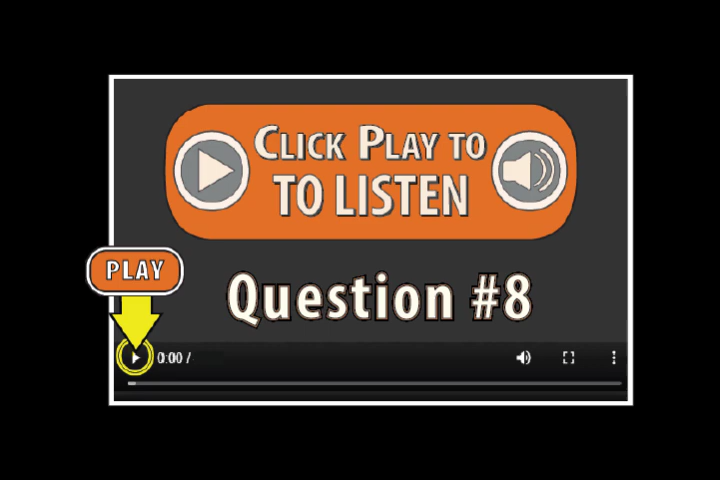 CLICK PLAY TO
TO LISTEN
PLAY
Question #8
0:00 /